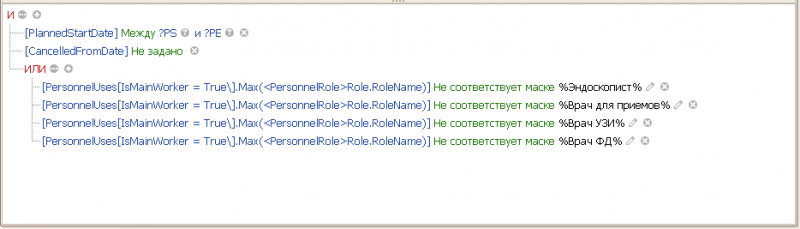 И
[PlannedStartDate] Между ?PS ? и ?PE ?
[CancelledFromDate] Не задано
ИЛИ
[PersonnelUses[IsMainWorker = True\].Max(<PersonnelRole>Role.RoleName)] Не соответствует маске %Эндоскопист%
[PersonnelUses[IsMainWorker = True\].Max(<PersonnelRole>Role.RoleName)] Не соответствует маске %Врач для приемов%
[PersonnelUses[IsMainWorker = True\].Max(<PersonnelRole>Role.RoleName)] Не соответствует маске %Врач УЗИ%
[PersonnelUses[IsMainWorker = True\].Max(<PersonnelRole>Role.RoleName)] Не соответствует маске %Врач ФД%